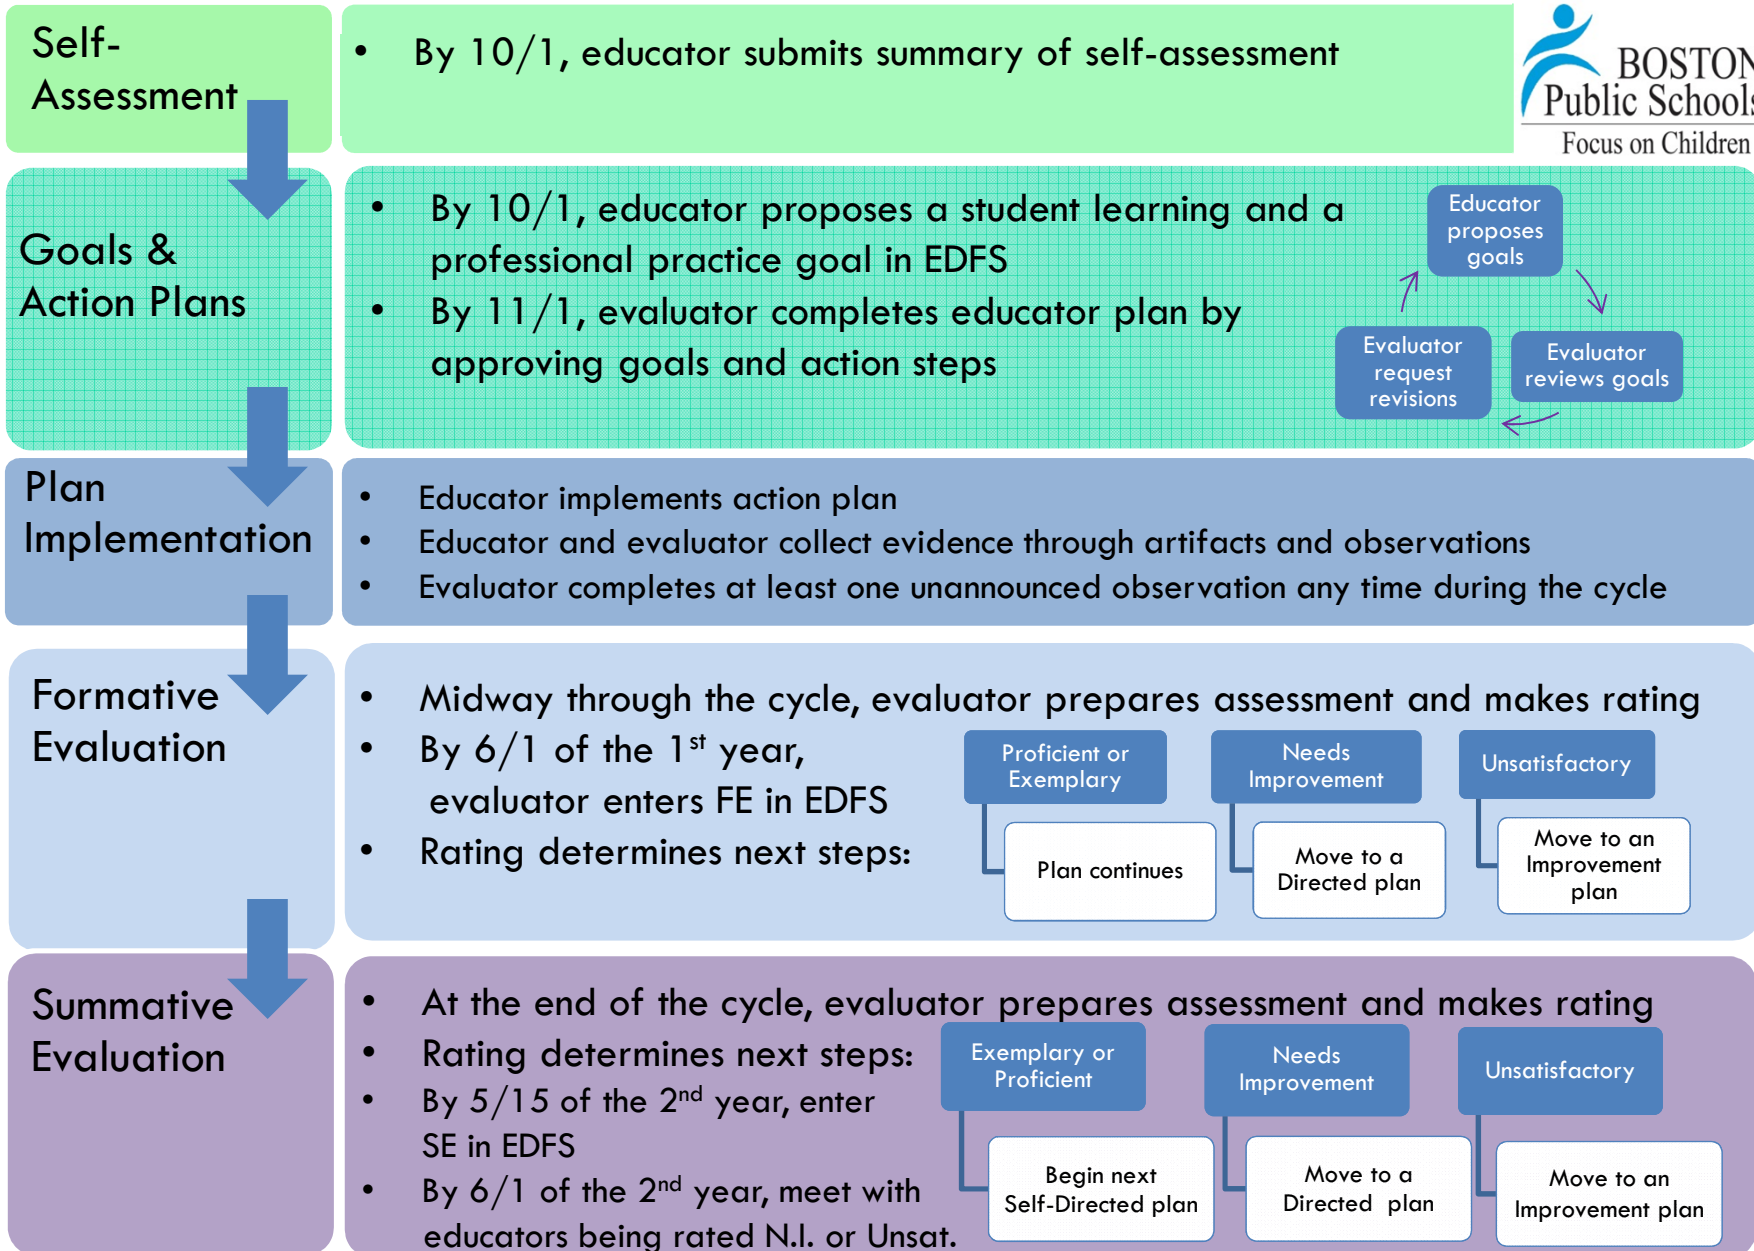 Self-
Assessment
• By 10/1, educator submits summary of self-assessment
BOSTON
Public Schools
Focus on Children
Goals &
Action Plans
• By 10/1, educator proposes a student learning and a
professional practice goal in EDFS
• By 11/1, evaluator completes educator plan by
approving goals and action steps
Educator
proposes
goals
Evaluator
reviews goals
Evaluator
request
revisions
Plan
Implementation
• Educator implements action plan
• Educator and evaluator collect evidence through artifacts and observations
• Evaluator completes at least one unannounced observation any time during the cycle
Formative
Evaluation
• Midway through the cycle, evaluator prepares assessment and makes rating
• By 6/1 of the 1st year,
evaluator enters FE in EDFS
• Rating determines next steps:
Proficient or
Exemplary
Plan continues
Needs
Improvement
Move to a
Directed plan
Unsatisfactory
Move to an
Improvement
plan
Summative
Evaluation
• At the end of the cycle, evaluator prepares assessment and makes rating
• Rating determines next steps:
• By 5/15 of the 2nd year, enter
SE in EDFS
• By 6/1 of the 2nd year, meet with
educators being rated N.I. or Unsat.
Exemplary or
Proficient
Begin next
Self-Directed plan
Needs
Improvement
Move to a
Directed plan
Unsatisfactory
Move to an
Improvement plan